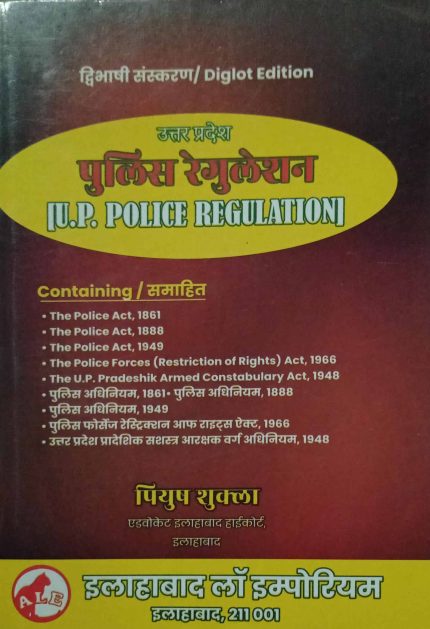 द्विभाषी संस्करण/ Diglot Edition
उत्तर प्रदेश
पुलिस रेगुलेशन
[U.P. POLICE REGULATION]
Containing / समाहित
• The Police Act, 1861
• The Police Act, 1888
• The Police Act, 1949
• The Police Forces (Restriction of Rights) Act, 1966
• The U.P. Pradeshik Armed Constabulary Act, 1948
• पुलिस अधिनियम, 1861• पुलिस अधिनियम, 1888
• पुलिस अधिनियम, 1949
• पुलिस फोर्सेज रेस्ट्रिक्शन आफ राइट्स ऐक्ट, 1966
• उत्तर प्रदेश प्रादेशिक सशस्त्र आरक्षक वर्ग अधिनियम, 1948
पियुष शुक्ला
एडवोकेट इलाहाबाद हाईकोर्ट,
इलाहाबाद
ALE
इलाहाबाद लॉ इम्पोरियम
इलाहाबाद, 211 001